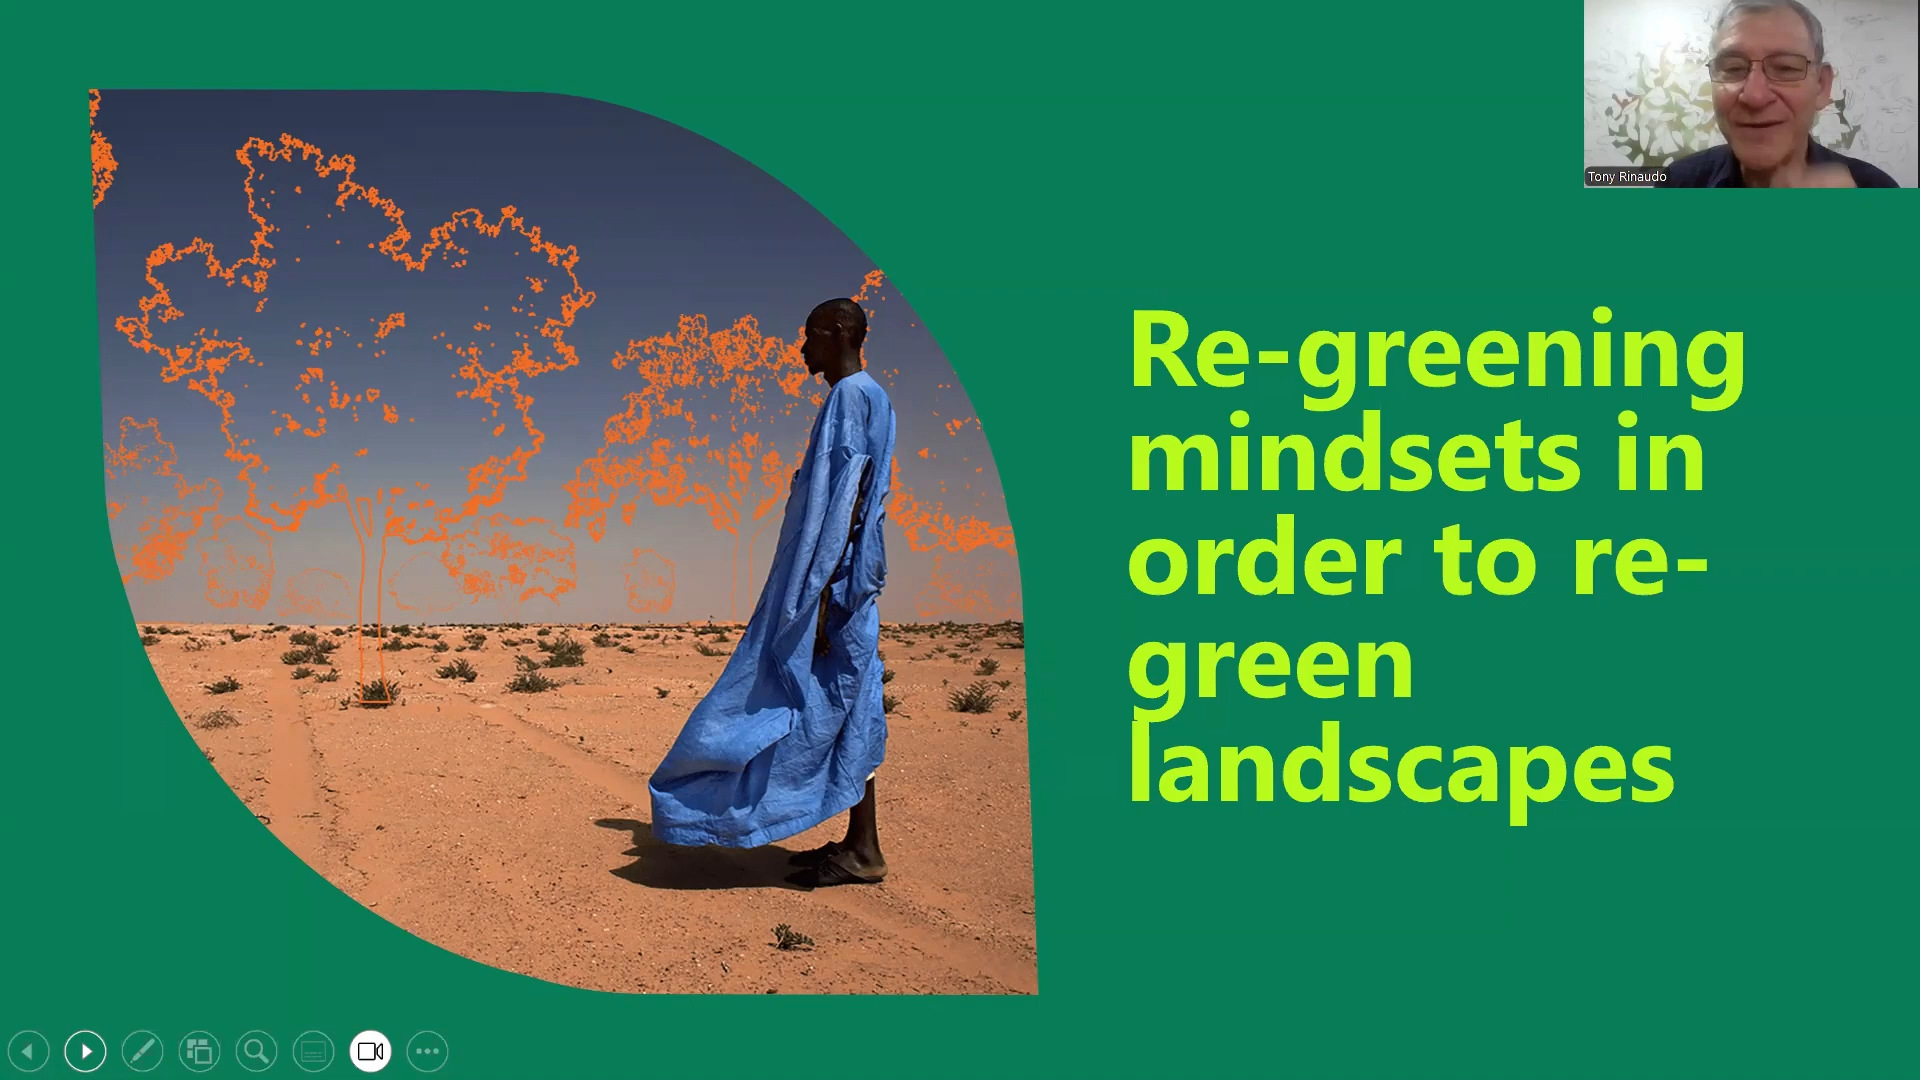 Tony Rinaudo
Re-greening
mindsets in
order to re-
green
landscapes